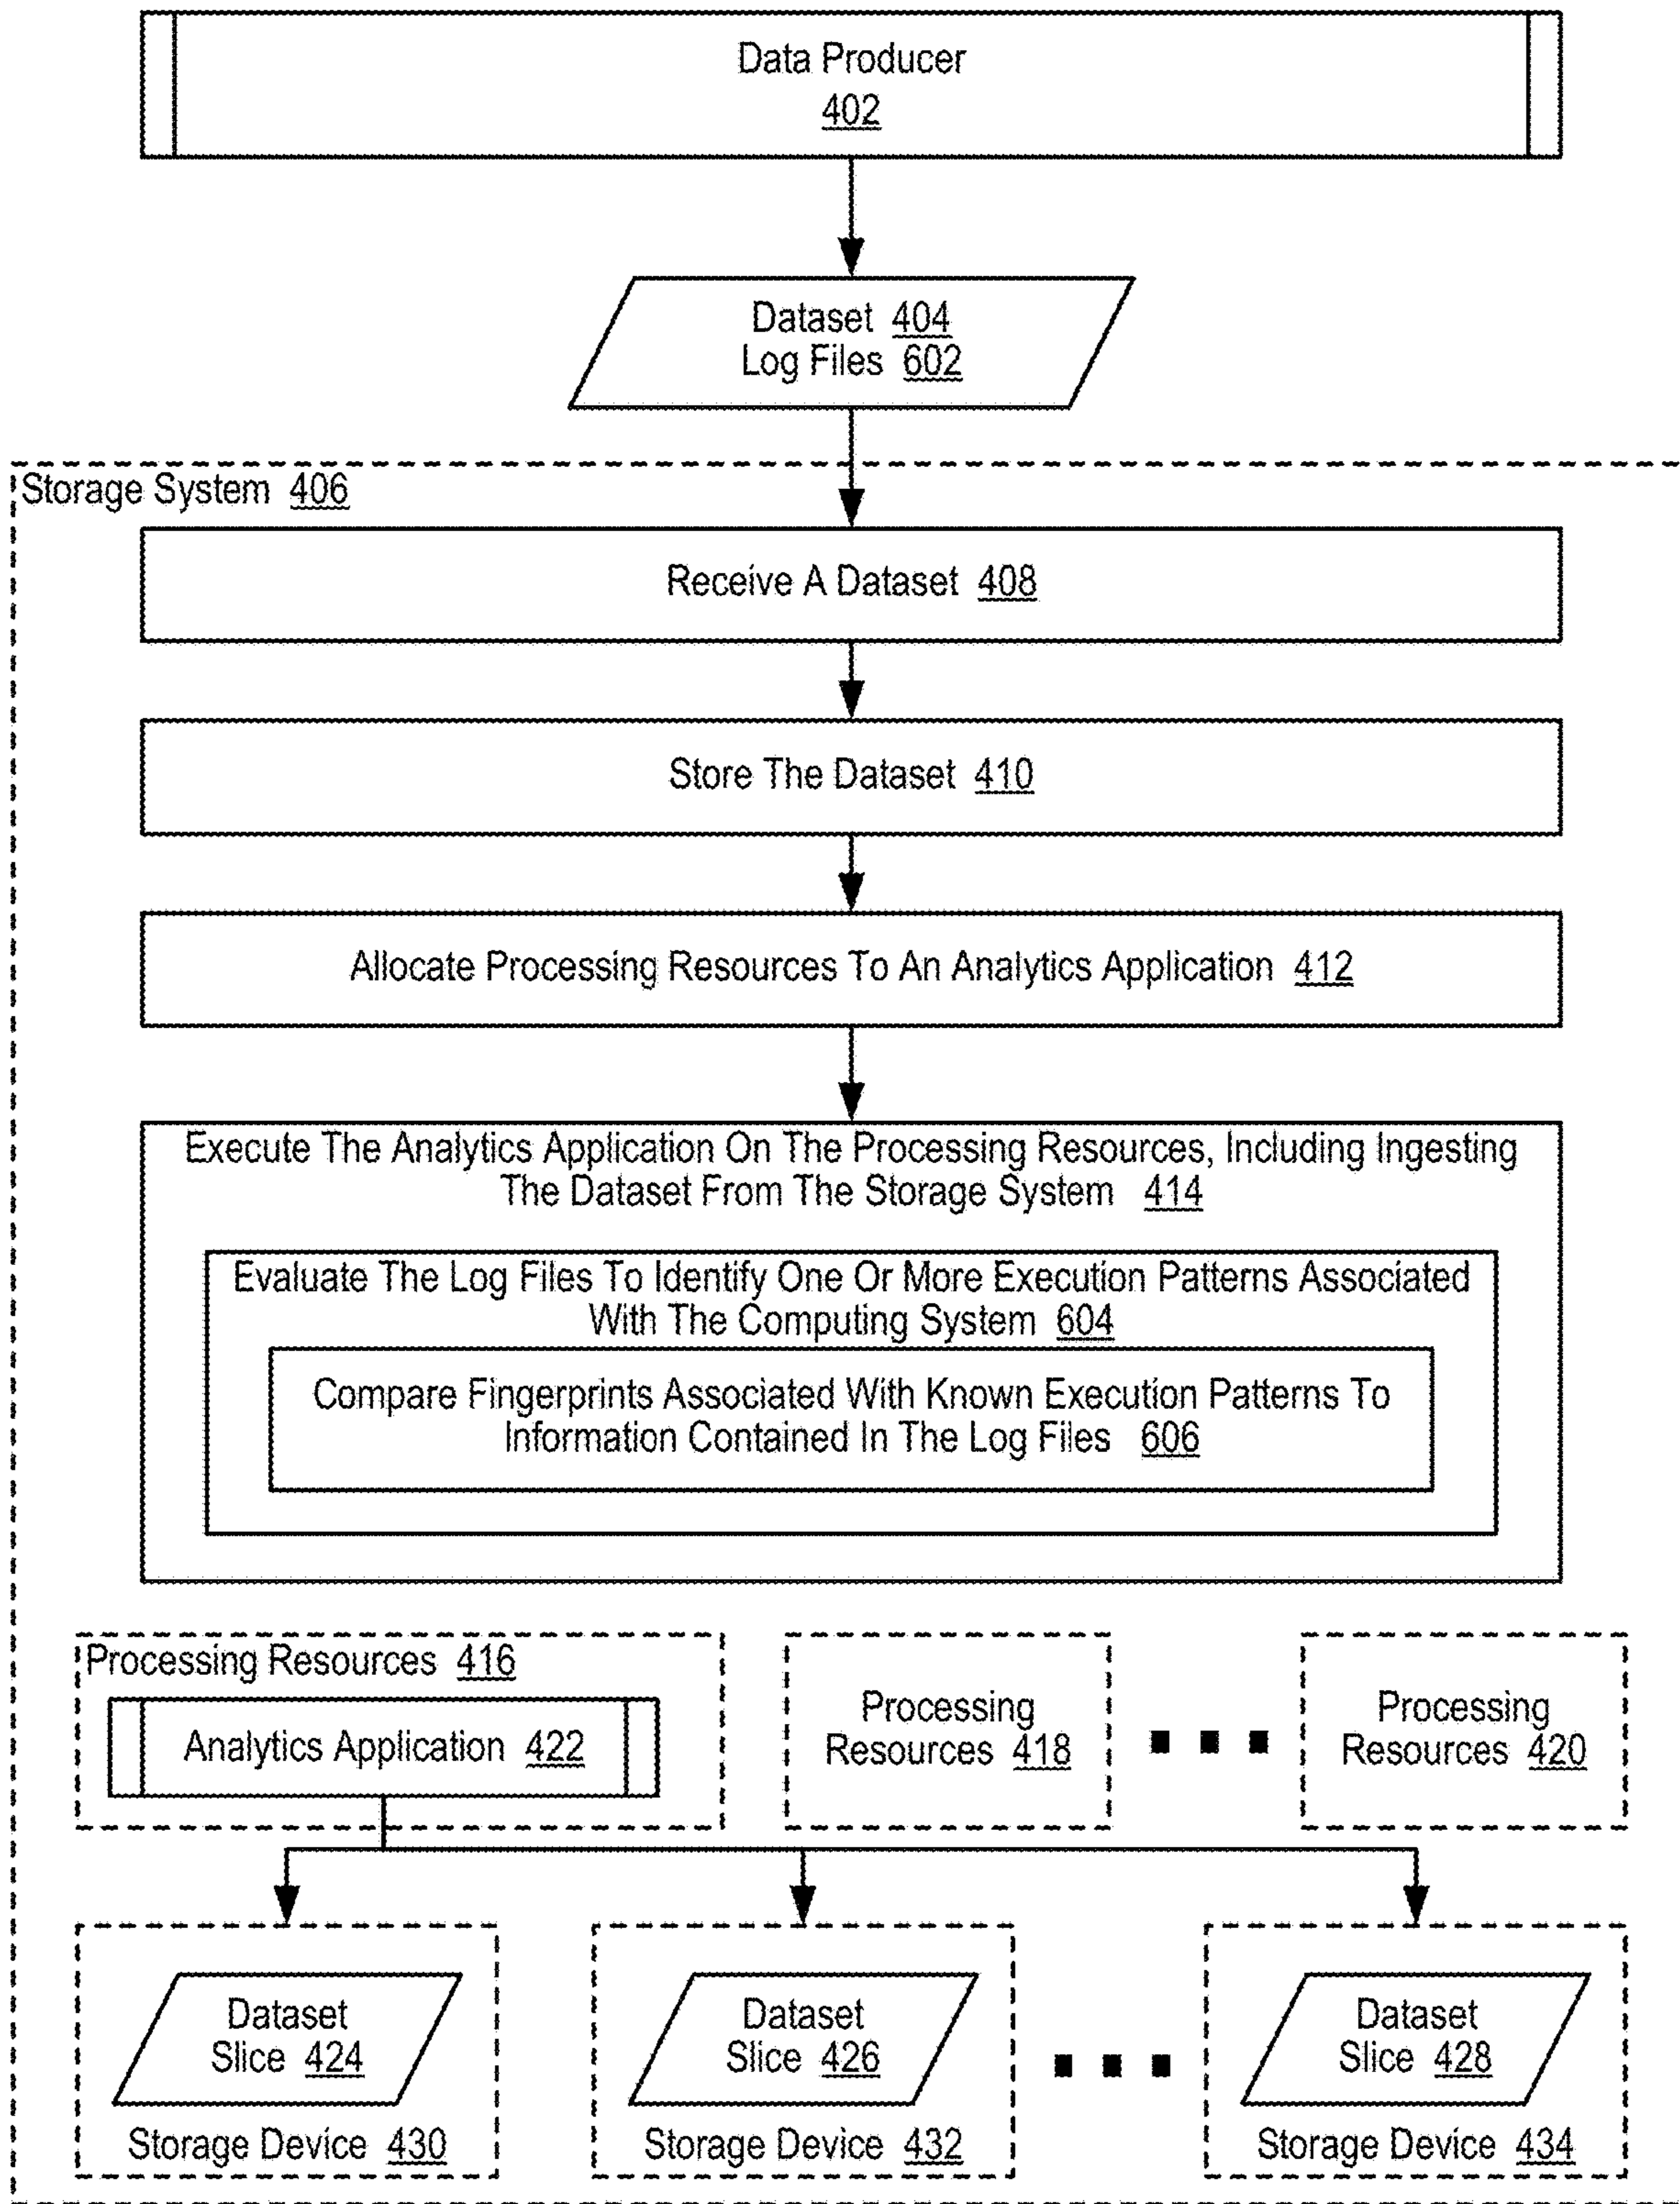 Data Producer
402
Dataset 404
Log Files 602
Storage System 406
Receive A Dataset 408
Store The Dataset 410
Allocate Processing Resources To An Analytics Application 412
Execute The Analytics Application On The Processing Resources, Including Ingesting
The Dataset From The Storage System 414
Evaluate The Log Files To Identify One Or More Execution Patterns Associated
With The Computing System 604
Compare Fingerprints Associated With Known Execution Patterns To
Information Contained In The Log Files 606
Processing Resources 416
Analytics Application 422
Processing
Resources 418
Processing
Resources 420
Dataset
Slice 424
Storage Device 430
Dataset
Slice 426
Storage Device 432
Dataset
Slice 428
Storage Device 434